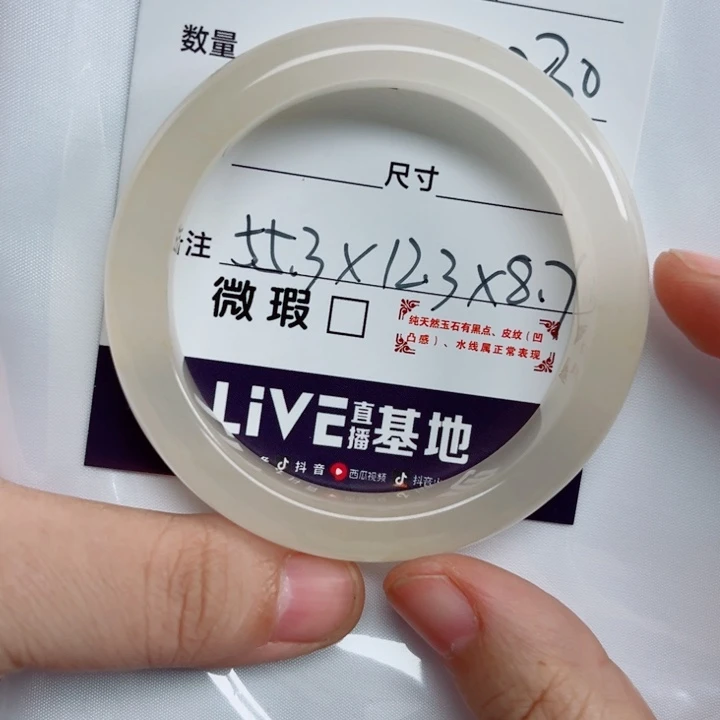 数量
尺寸
注 55.3×12.3×8.7
微瑕 □
纯天然玉石有黑点、皮纹(凹
凸感)、水线属正常表现
LiVE直播基地
抖音 西瓜视频 抖音